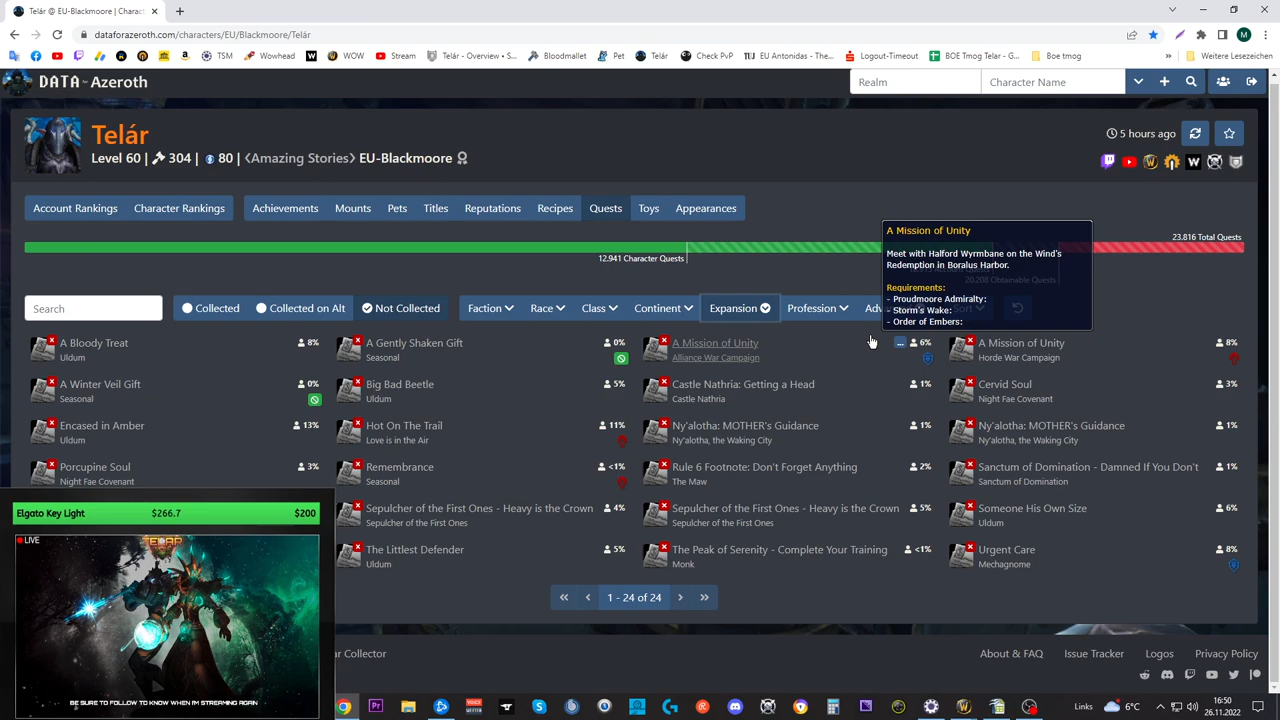 Telár @ EU-Blackmoore | Charact
dataforazeroth.com/characters/EU/Blackmoore/Telár
TSM
Wowhead
WOW
Stream
Telár - Overview • S...
Bloodmallet
Pet
Telár
Check PvP
EU Antonidas - The...
Logout-Timeout
BOE Tmog Telar - G...
Boe tmog
»
Weitere Lesezeichen
DATA for Azeroth
Realm
Character Name
Telár
5 hours ago
Level 60 | 304 | 80 | <Amazing Stories> EU-Blackmoore
Account Rankings
Character Rankings
Achievements
Mounts
Pets
Titles
Reputations
Recipes
Quests
Toys
Appearances
23.816 Total Quests
12.941 Character Quests
20.208 Obtainable Quests
A Mission of Unity
Meet with Halford Wyrmbane on the Wind's
Redemption in Boralus Harbor.
Requirements:
- Proudmoore Admiralty:
- Storm's Wake:
- Order of Embers:
Search
Collected
Collected on Alt
Not Collected
Faction
Race
Class
Continent
Expansion
Profession
Adv
Sort
A Bloody Treat
8%
Uldum
A Gently Shaken Gift
0%
Seasonal
A Mission of Unity
... 6%
Alliance War Campaign
A Mission of Unity
8%
Horde War Campaign
A Winter Veil Gift
0%
Seasonal
Big Bad Beetle
5%
Uldum
Castle Nathria: Getting a Head
1%
Castle Nathria
Cervid Soul
3%
Night Fae Covenant
Encased in Amber
13%
Uldum
Hot On The Trail
11%
Love is in the Air
Ny'alotha: MOTHER's Guidance
1%
Ny'alotha, the Waking City
Ny'alotha: MOTHER's Guidance
1%
Ny'alotha, the Waking City
Porcupine Soul
3%
Night Fae Covenant
Remembrance
<1%
Seasonal
Rule 6 Footnote: Don't Forget Anything
2%
The Maw
Sanctum of Domination - Damned If You Don't
1%
Sanctum of Domination
Sepulcher of the First Ones - Heavy is the Crown
4%
Sepulcher of the First Ones
Sepulcher of the First Ones - Heavy is the Crown
5%
Sepulcher of the First Ones
Someone His Own Size
6%
Uldum
The Littlest Defender
5%
Uldum
The Peak of Serenity - Complete Your Training
<1%
Monk
Urgent Care
8%
Mechagnome
« ‹ 1 - 24 of 24 › »
Elgato Key Light
$266.7
$200
LIVE
TELAR
BE SURE TO FOLLOW TO KNOW WHEN I'M STREAMING AGAIN
ar Collector
About & FAQ
Issue Tracker
Logos
Privacy Policy
Links
6°C
16:50
26.11.2022